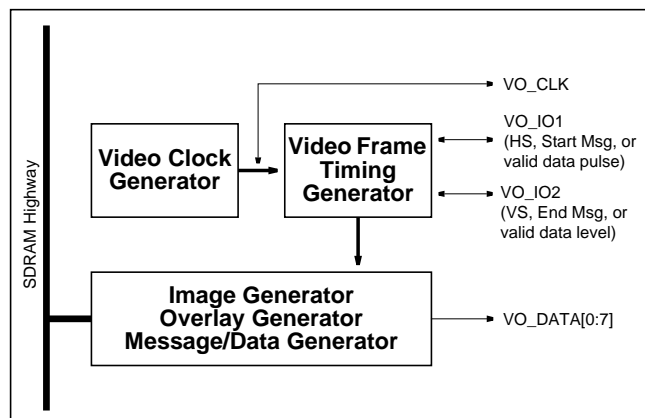 SDRAM Highway
Video Clock
Generator
Video Frame
Timing
Generator
VO_CLK
VO_IO1
(HS, Start Msg, or
valid data pulse)
VO_IO2
(VS, End Msg, or
valid data level)
Image Generator
Overlay Generator
Message/Data Generator
VO_DATA[0:7]